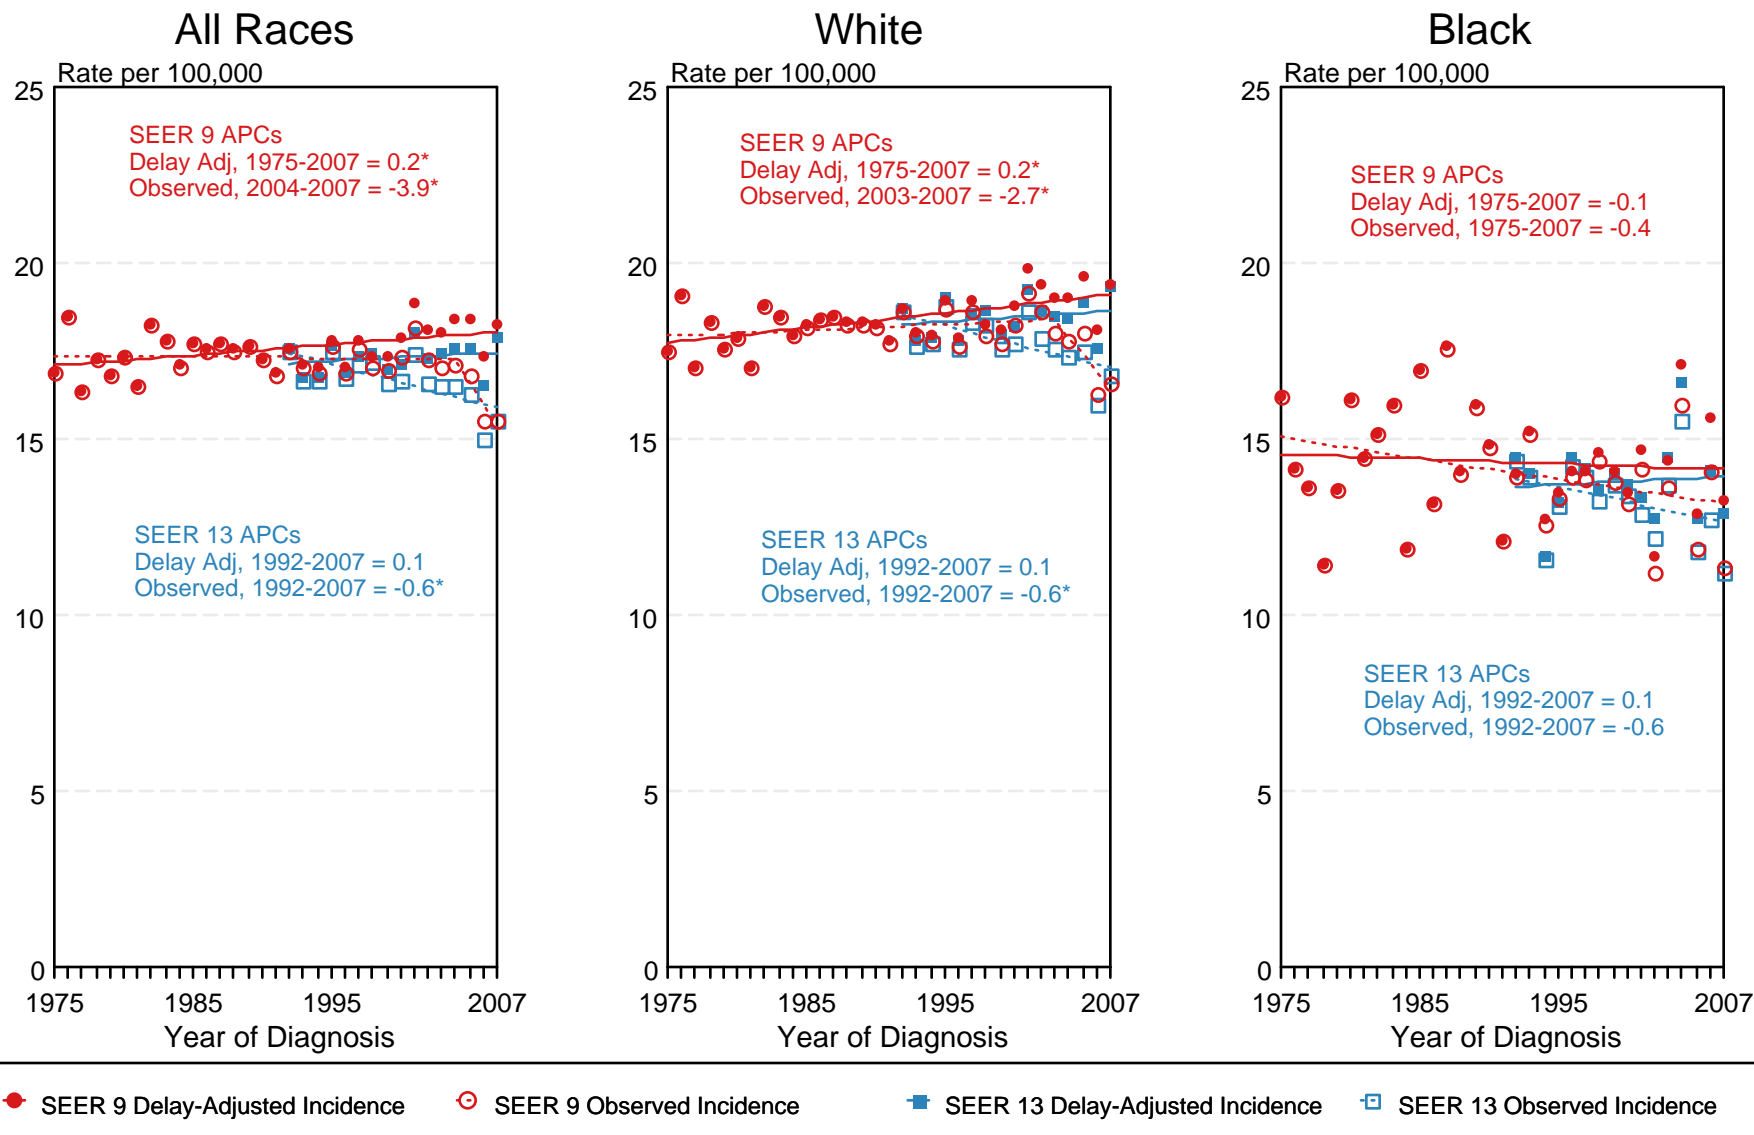 All Races
Rate per 100,000
25
20
15
10
5
0
SEER 9 APCs
Delay Adj, 1975-2007 = 0.2*
Observed, 2004-2007 = -3.9*
SEER 13 APCs
Delay Adj, 1992-2007 = 0.1
Observed, 1992-2007 = -0.6*
1975 1985 1995 2007
Year of Diagnosis
White
Rate per 100,000
25
20
15
10
5
0
SEER 9 APCs
Delay Adj, 1975-2007 = 0.2*
Observed, 2003-2007 = -2.7*
SEER 13 APCs
Delay Adj, 1992-2007 = 0.1
Observed, 1992-2007 = -0.6*
1975 1985 1995 2007
Year of Diagnosis
Black
Rate per 100,000
25
20
15
10
5
0
SEER 9 APCs
Delay Adj, 1975-2007 = -0.1
Observed, 1975-2007 = -0.4
SEER 13 APCs
Delay Adj, 1992-2007 = 0.1
Observed, 1992-2007 = -0.6
1975 1985 1995 2007
Year of Diagnosis
SEER 9 Delay-Adjusted Incidence SEER 9 Observed Incidence SEER 13 Delay-Adjusted Incidence SEER 13 Observed Incidence